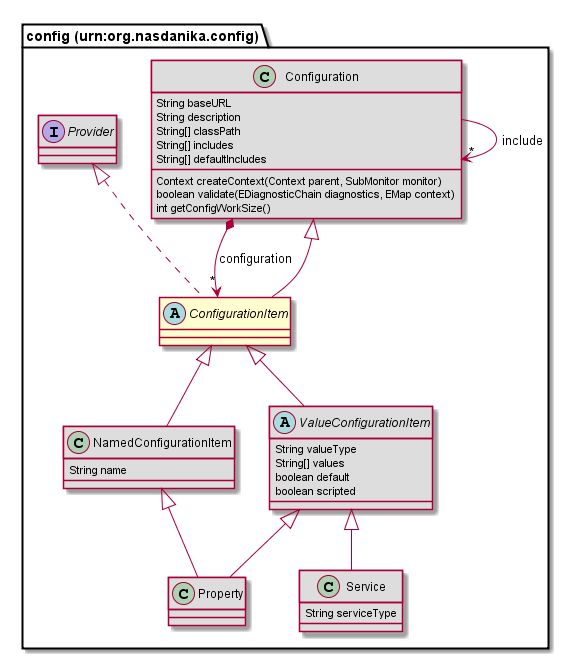 config (urn:org.nasdanika.config)
C Configuration
String baseURL
String description
String[] classPath
String[] includes
String[] defaultIncludes
Context createContext(Context parent, SubMonitor monitor)
boolean validate(EDiagnosticChain diagnostics, EMap context)
int getConfigWorkSize()
I Provider
include
*
configuration
*
A ConfigurationItem
C NamedConfigurationItem
String name
A ValueConfigurationItem
String valueType
String[] values
boolean default
boolean scripted
C Property
C Service
String serviceType